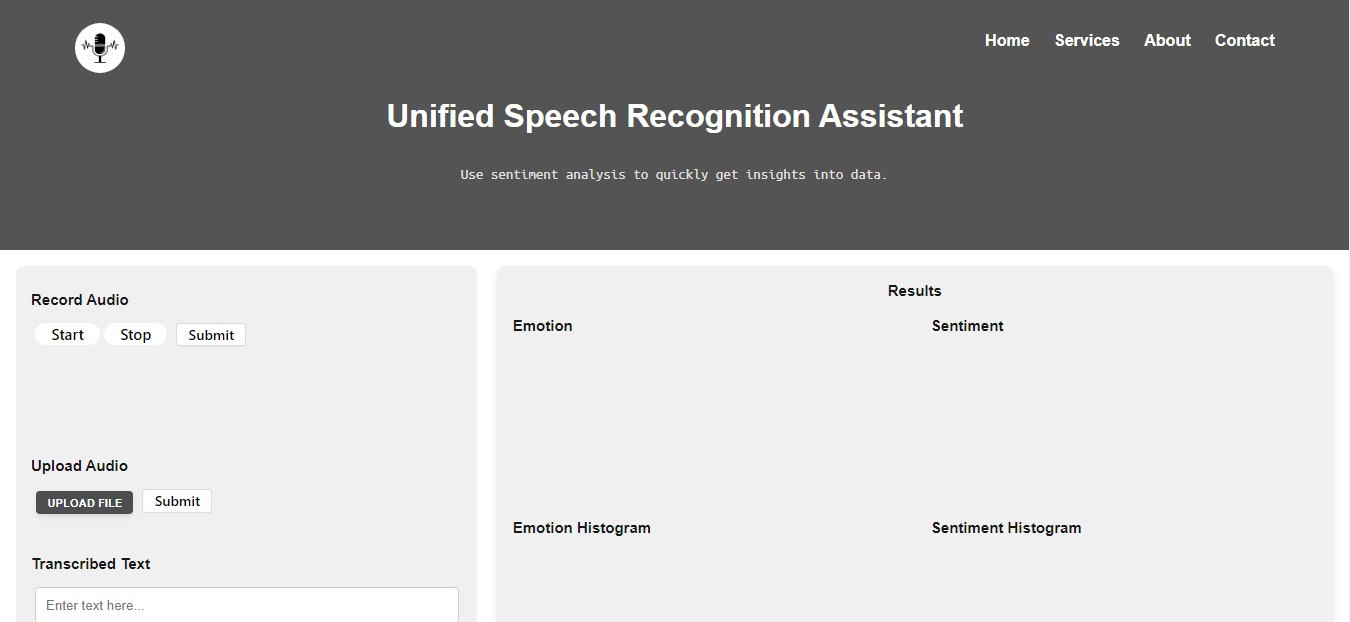 Home Services About Contact
Unified Speech Recognition Assistant
Use sentiment analysis to quickly get insights into data.
Record Audio
Start Stop Submit
Upload Audio
UPLOAD FILE Submit
Transcribed Text
Enter text here...
Results
Emotion Sentiment
Emotion Histogram Sentiment Histogram